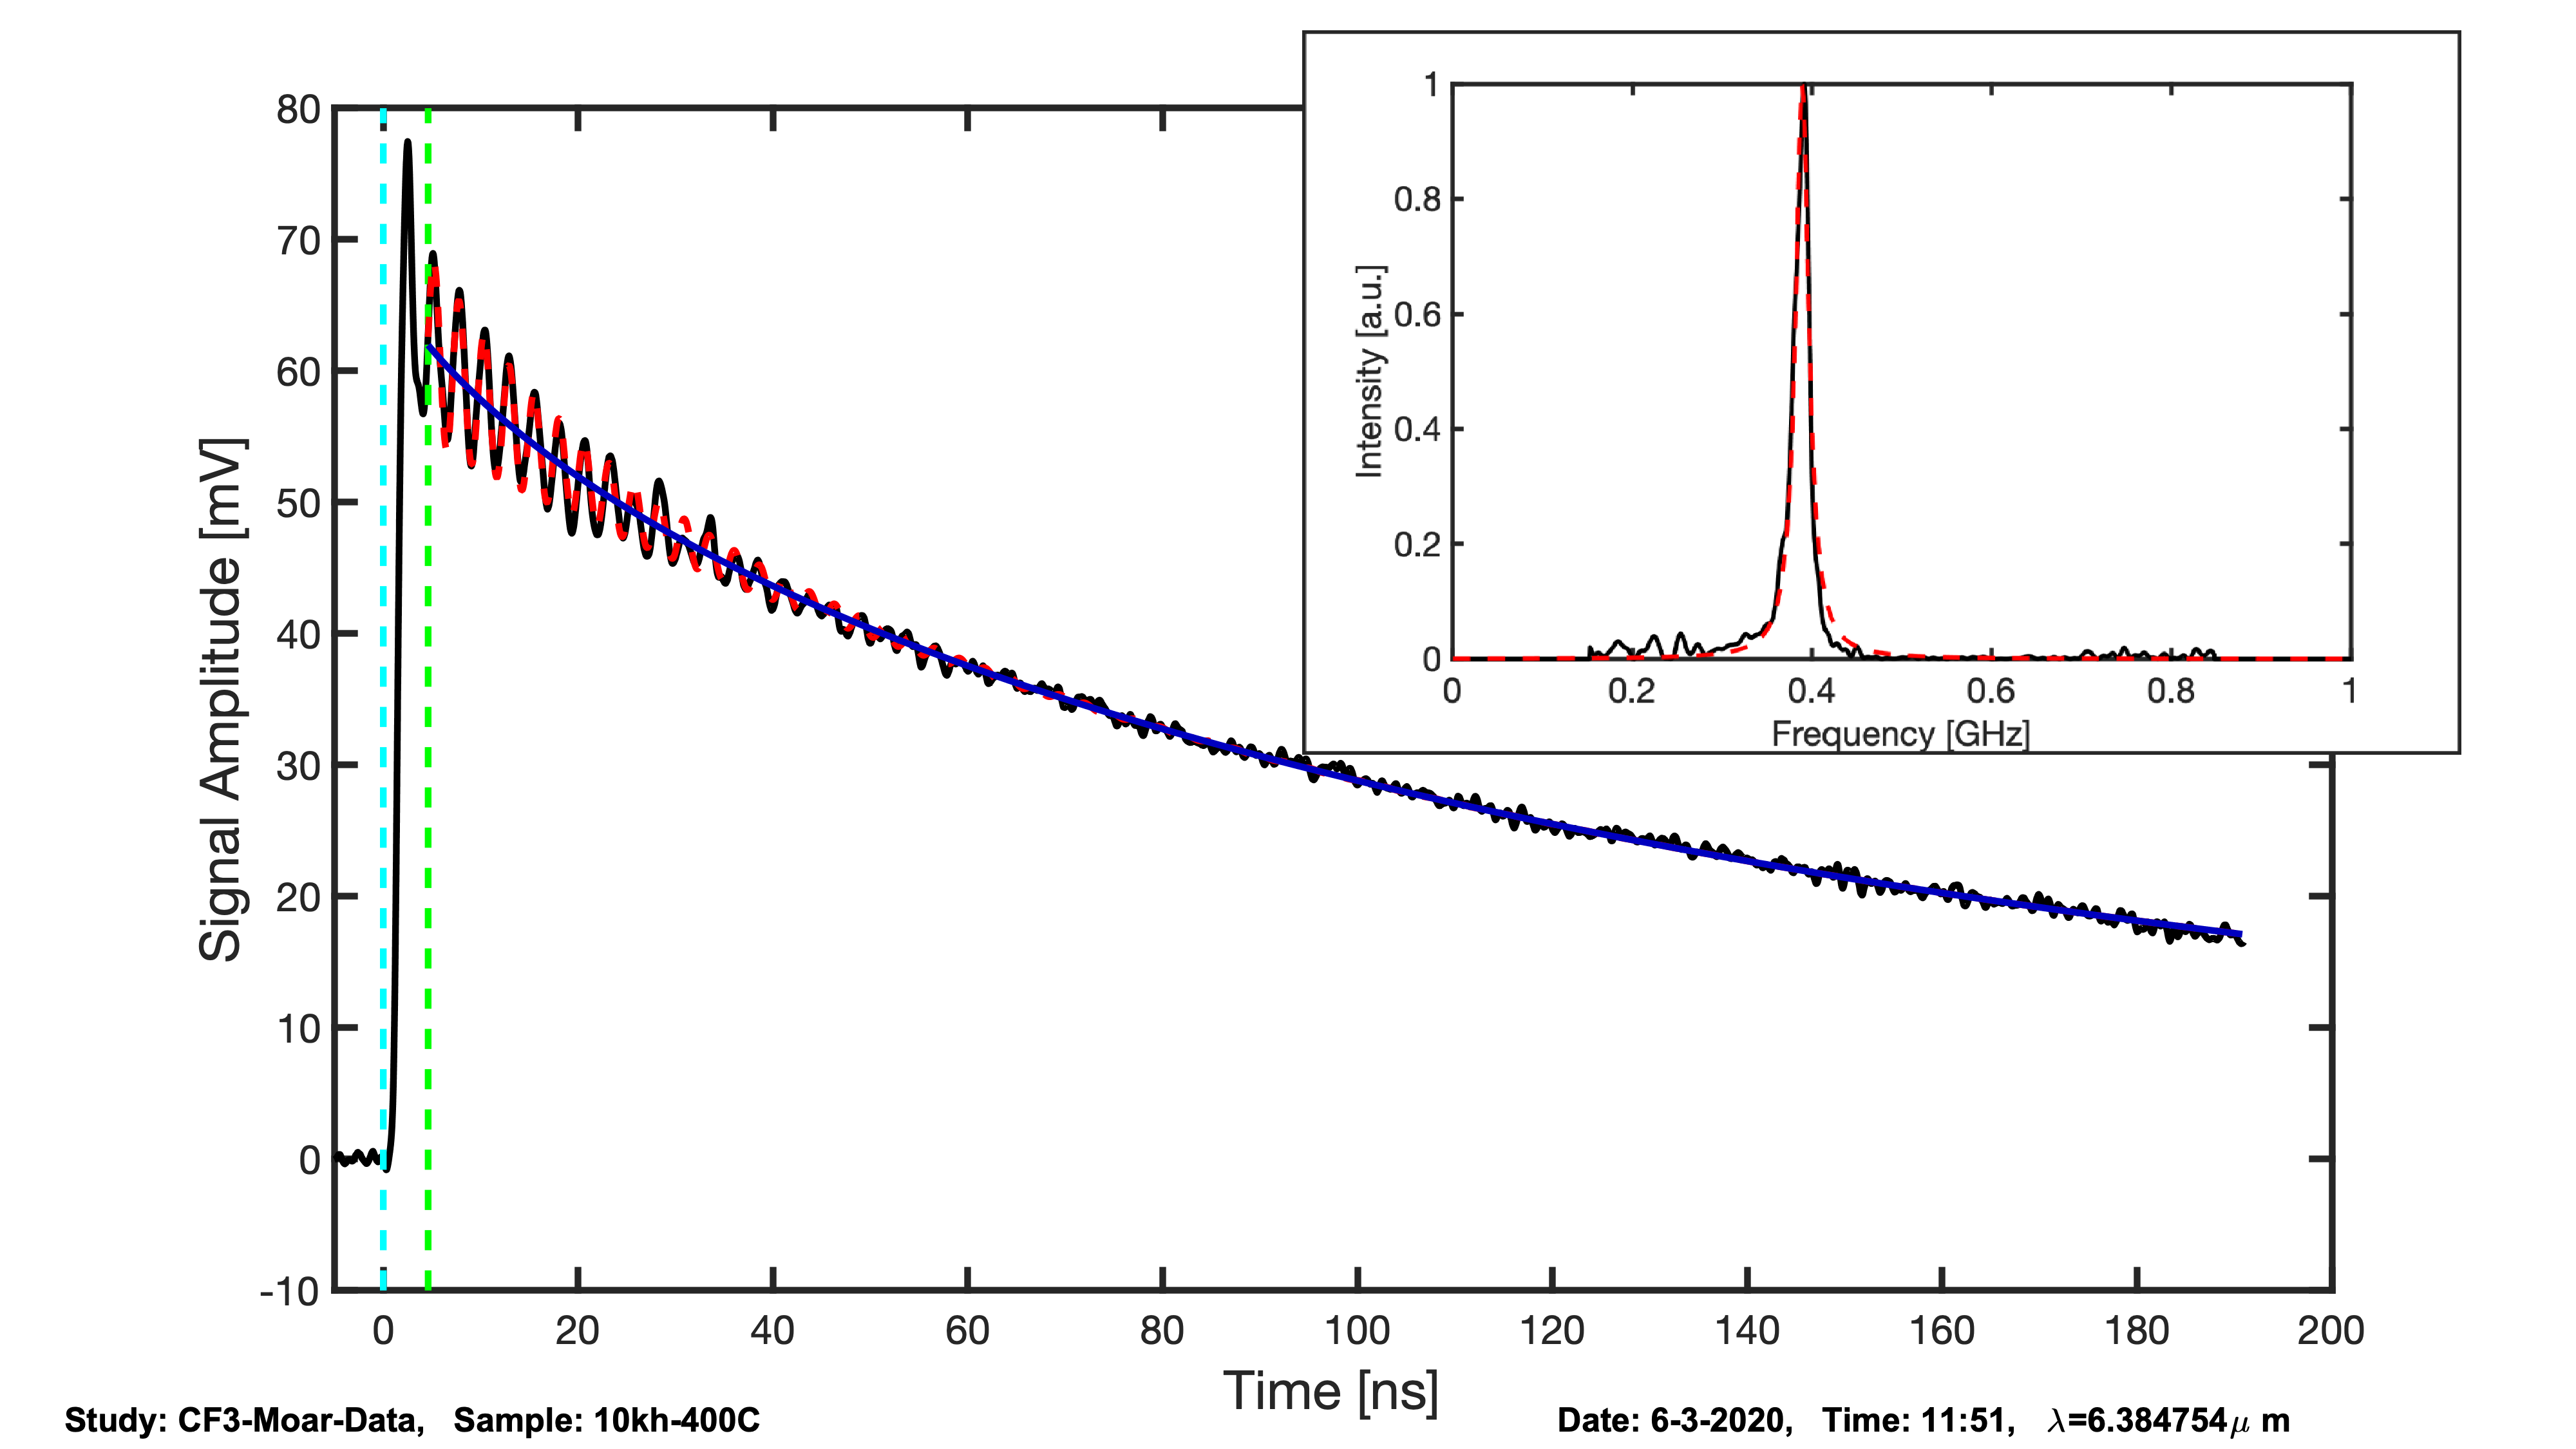 80
70
60
50
40
30
20
10
0
-10
Signal Amplitude [mV]
0 20 40 60 80 100 120 140 160 180 200
Time [ns]
1
0.8
0.6
0.4
0.2
0
Intensity [a.u.]
0 0.2 0.4 0.6 0.8 1
Frequency [GHz]
Study: CF3-Moar-Data, Sample: 10kh-400C
Date: 6-3-2020, Time: 11:51, λ=6.384754μ m